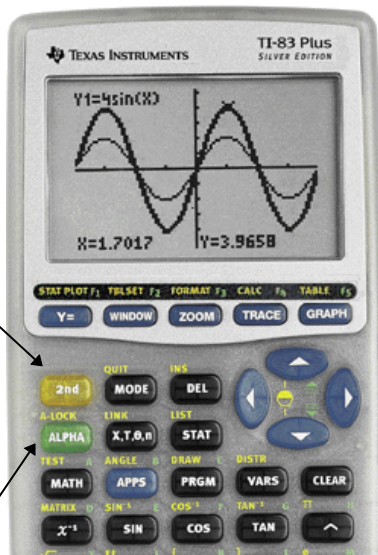 TEXAS INSTRUMENTS TI-83 Plus
SILVER EDITION
Y1=4sin(X)
X=1.7017 Y=3.9658
STAT PLOT F1 TBLSET F2 FORMAT F3 CALC F4 TABLE F5
Y= WINDOW ZOOM TRACE GRAPH
QUIT INS
2nd MODE DEL
A-LOCK LINK LIST
ALPHA X,T,θ,n STAT
TEST A ANGLE B DRAW C DISTR
MATH APPS PRGM VARS CLEAR
MATRIX D SIN⁻¹ E COS⁻¹ F TAN⁻¹ G π H
x⁻¹ SIN COS TAN ^